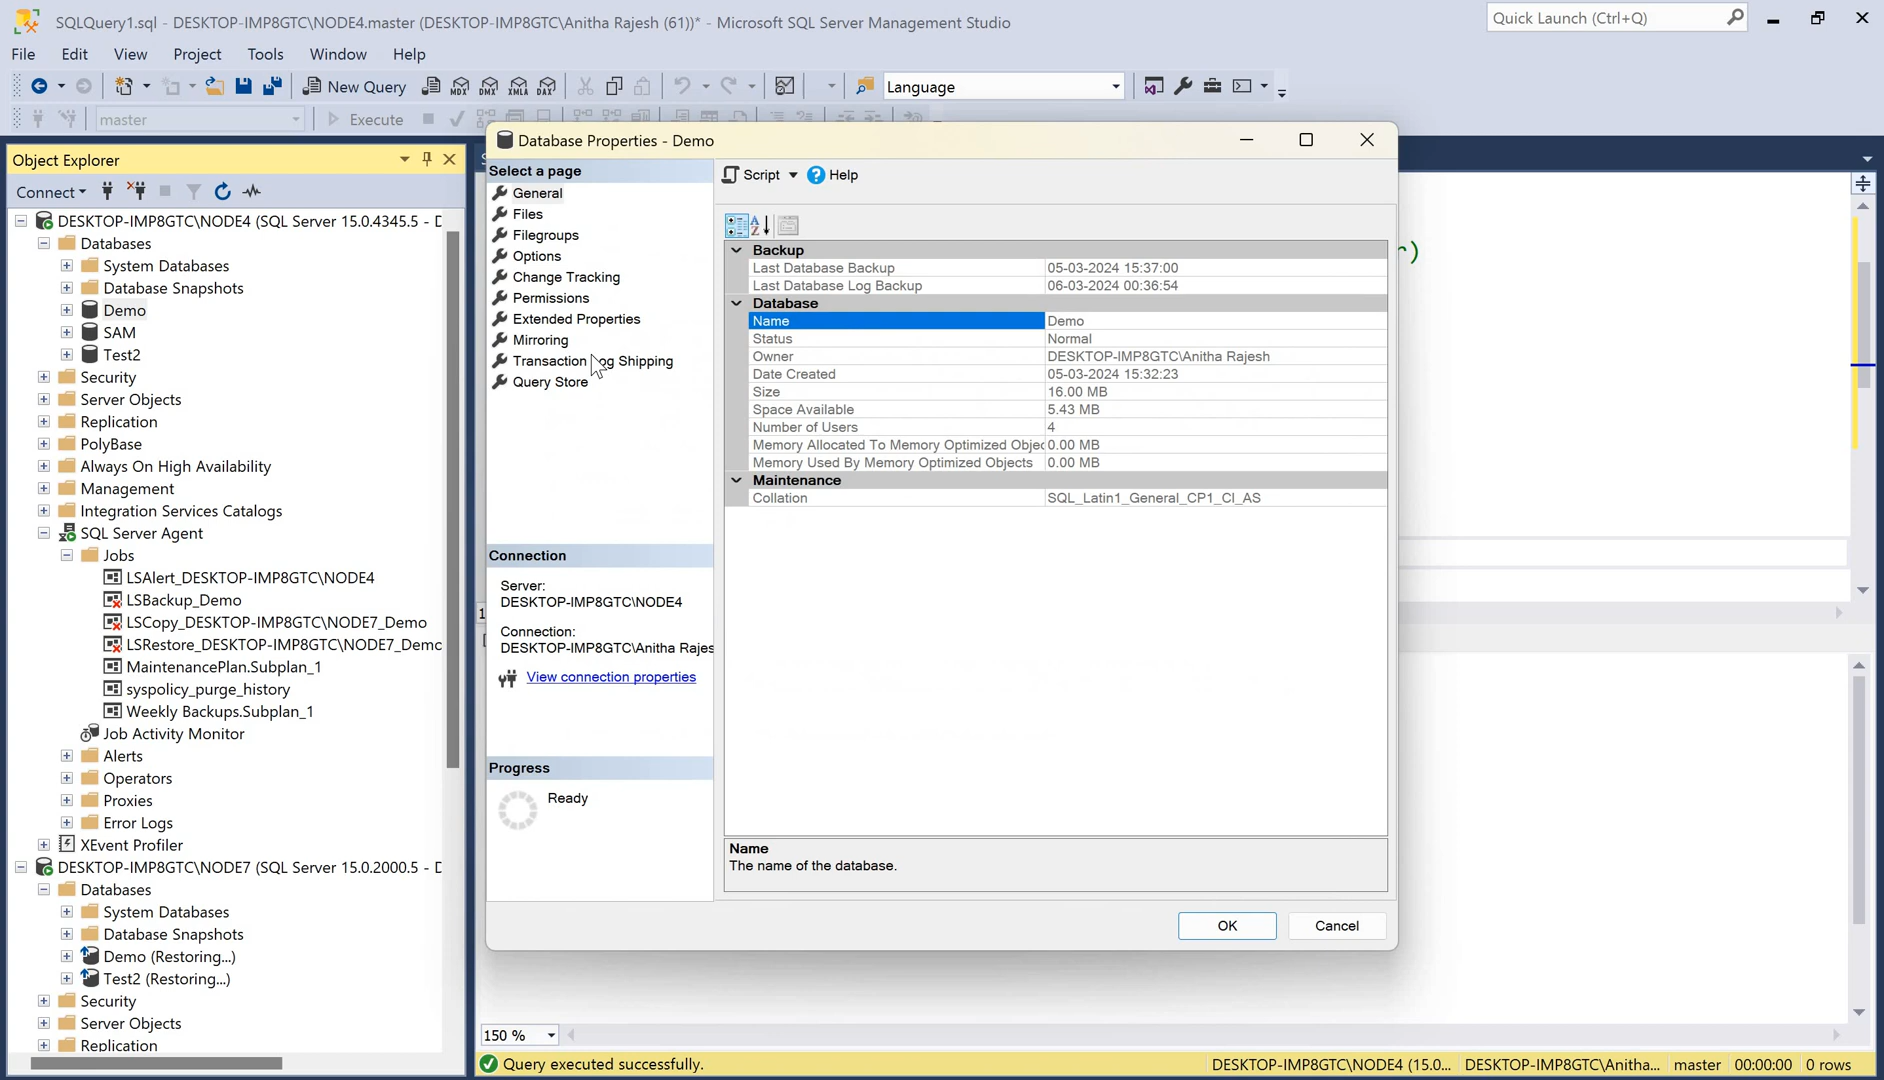 SQLQuery1.sql - DESKTOP-IMP8GTC\NODE4.master (DESKTOP-IMP8GTC\Anitha Rajesh (61))* - Microsoft SQL Server Management Studio
Quick Launch (Ctrl+Q)
File Edit View Project Tools Window Help
New Query
MDX DMX XMLA DAX
Language
master
Execute
Object Explorer
Connect
DESKTOP-IMP8GTC\NODE4 (SQL Server 15.0.4345.5 - D
Databases
System Databases
Database Snapshots
Demo
SAM
Test2
Security
Server Objects
Replication
PolyBase
Always On High Availability
Management
Integration Services Catalogs
SQL Server Agent
Jobs
LSAlert_DESKTOP-IMP8GTC\NODE4
LSBackup_Demo
LSCopy_DESKTOP-IMP8GTC\NODE7_Demo
LSRestore_DESKTOP-IMP8GTC\NODE7_Demo
MaintenancePlan.Subplan_1
syspolicy_purge_history
Weekly Backups.Subplan_1
Job Activity Monitor
Alerts
Operators
Proxies
Error Logs
XEvent Profiler
DESKTOP-IMP8GTC\NODE7 (SQL Server 15.0.2000.5 - D
Databases
System Databases
Database Snapshots
Demo (Restoring...)
Test2 (Restoring...)
Security
Server Objects
Replication
Database Properties - Demo
Select a page
General
Files
Filegroups
Options
Change Tracking
Permissions
Extended Properties
Mirroring
Transaction Log Shipping
Query Store
Connection
Server:
DESKTOP-IMP8GTC\NODE4
Connection:
DESKTOP-IMP8GTC\Anitha Rajes
View connection properties
Progress
Ready
Script Help
Backup
Last Database Backup 05-03-2024 15:37:00
Last Database Log Backup 06-03-2024 00:36:54
Database
Name Demo
Status Normal
Owner DESKTOP-IMP8GTC\Anitha Rajesh
Date Created 05-03-2024 15:32:23
Size 16.00 MB
Space Available 5.43 MB
Number of Users 4
Memory Allocated To Memory Optimized Objec 0.00 MB
Memory Used By Memory Optimized Objects 0.00 MB
Maintenance
Collation SQL_Latin1_General_CP1_CI_AS
Name
The name of the database.
OK Cancel
150 %
Query executed successfully.
DESKTOP-IMP8GTC\NODE4 (15.0... DESKTOP-IMP8GTC\Anitha... master 00:00:00 0 rows